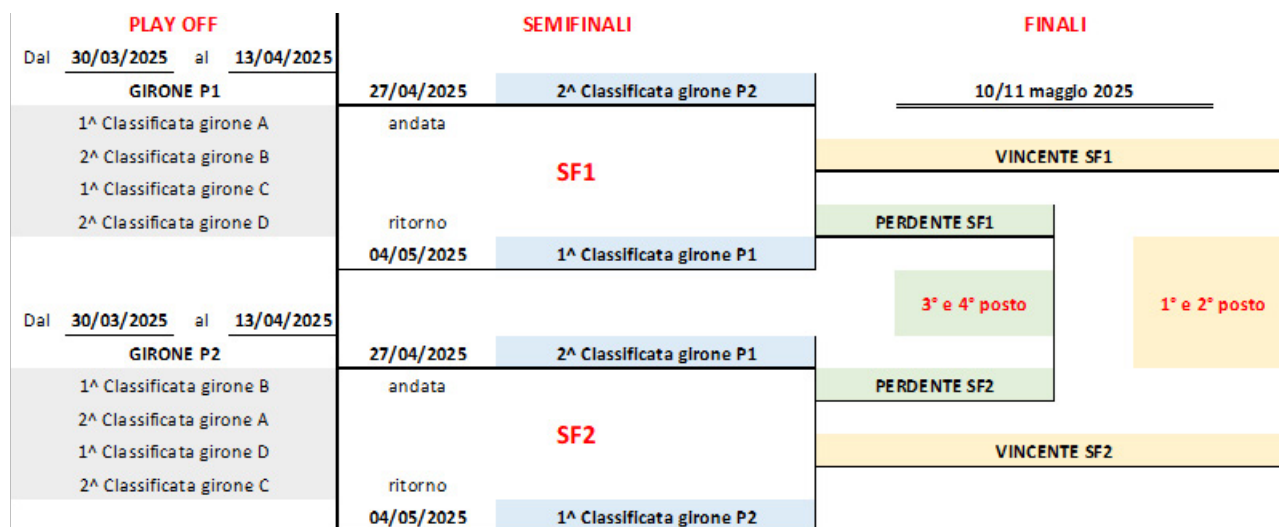 PLAY OFF SEMIFINALI FINALI
Dal 30/03/2025 al 13/04/2025
GIRONE P1 27/04/2025 2^ Classificata girone P2 10/11 maggio 2025
1^ Classificata girone A andata
2^ Classificata girone B VINCENTE SF1
SF1
1^ Classificata girone C
2^ Classificata girone D ritorno PERDENTE SF1
04/05/2025 1^ Classificata girone P1
3° e 4° posto 1° e 2° posto
Dal 30/03/2025 al 13/04/2025
GIRONE P2 27/04/2025 2^ Classificata girone P1
1^ Classificata girone B andata PERDENTE SF2
2^ Classificata girone A
SF2
1^ Classificata girone D VINCENTE SF2
2^ Classificata girone C ritorno
04/05/2025 1^ Classificata girone P2